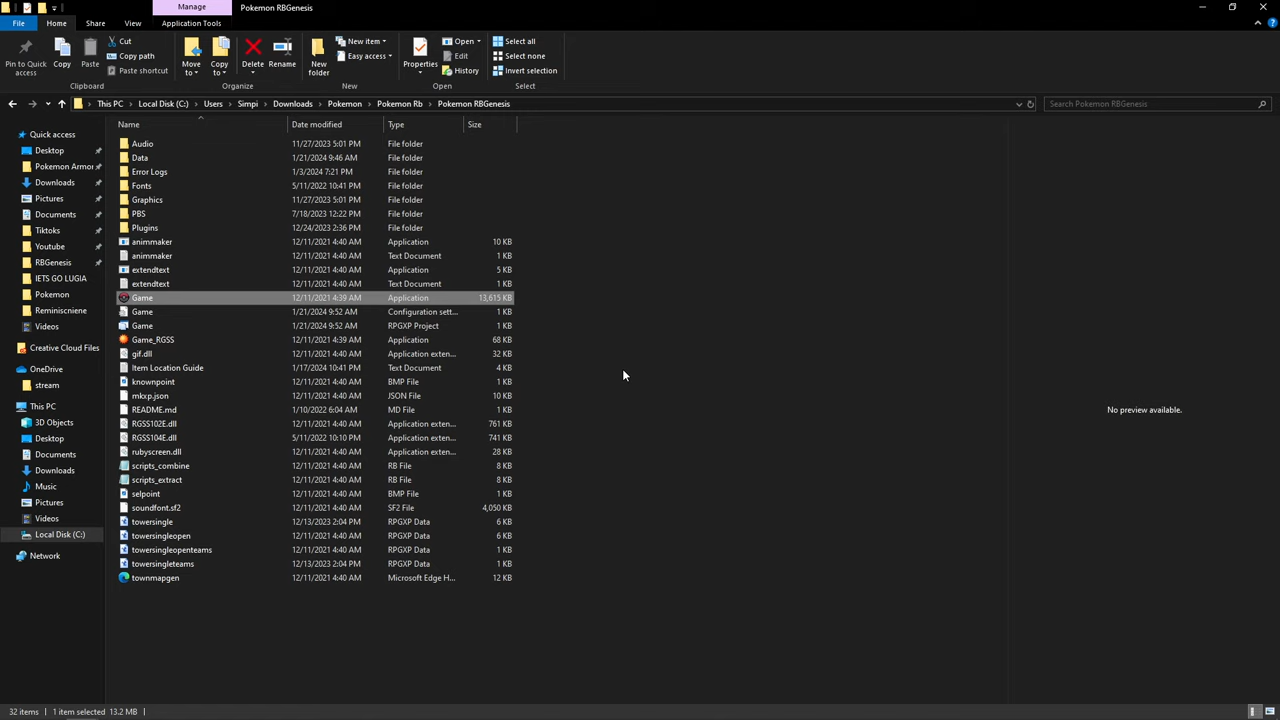 Manage
Pokemon RBGenesis
File
Home
Share
View
Application Tools
Pin to Quick access
Copy
Paste
Cut
Copy path
Paste shortcut
Clipboard
Move to
Copy to
Delete
Rename
Organize
New folder
New item
Easy access
New
Properties
Open
Edit
History
Open
Select all
Select none
Invert selection
Select
This PC > Local Disk (C:) > Users > Simpi > Downloads > Pokemon > Pokemon Rb > Pokemon RBGenesis
Search Pokemon RBGenesis
Quick access
Desktop
Pokemon Armor
Downloads
Pictures
Documents
Tiktoks
Youtube
RBGenesis
IETS GO LUGIA
Pokemon
Reminiscniene
Videos
Creative Cloud Files
OneDrive
stream
This PC
3D Objects
Desktop
Documents
Downloads
Music
Pictures
Videos
Local Disk (C:)
Network
Name Date modified Type Size
Audio 11/27/2023 5:01 PM File folder
Data 1/21/2024 9:46 AM File folder
Error Logs 1/3/2024 7:21 PM File folder
Fonts 5/11/2022 10:41 PM File folder
Graphics 11/27/2023 5:01 PM File folder
PBS 7/18/2023 12:22 PM File folder
Plugins 12/24/2023 2:36 PM File folder
animmaker 12/11/2021 4:40 AM Application 10 KB
animmaker 12/11/2021 4:40 AM Text Document 1 KB
extendtext 12/11/2021 4:40 AM Application 5 KB
extendtext 12/11/2021 4:40 AM Text Document 1 KB
Game 12/11/2021 4:39 AM Application 13,615 KB
Game 1/21/2024 9:52 AM Configuration sett... 1 KB
Game 1/21/2024 9:52 AM RPGXP Project 1 KB
Game_RGSS 12/11/2021 4:39 AM Application 68 KB
gif.dll 12/11/2021 4:40 AM Application exten... 32 KB
Item Location Guide 1/17/2024 10:41 PM Text Document 4 KB
knownpoint 12/11/2021 4:40 AM BMP File 1 KB
mkxp.json 12/11/2021 4:40 AM JSON File 10 KB
README.md 1/10/2022 6:04 AM MD File 1 KB
RGSS102E.dll 12/11/2021 4:40 AM Application exten... 761 KB
RGSS104E.dll 5/11/2022 10:10 PM Application exten... 741 KB
rubyscreen.dll 12/11/2021 4:40 AM Application exten... 28 KB
scripts_combine 12/11/2021 4:40 AM RB File 8 KB
scripts_extract 12/11/2021 4:40 AM RB File 8 KB
selpoint 12/11/2021 4:40 AM BMP File 1 KB
soundfont.sf2 12/11/2021 4:40 AM SF2 File 4,050 KB
towersingle 12/13/2023 2:04 PM RPGXP Data 6 KB
towersingleopen 12/11/2021 4:40 AM RPGXP Data 6 KB
towersingleopenteams 12/11/2021 4:40 AM RPGXP Data 1 KB
towersingleteams 12/13/2023 2:04 PM RPGXP Data 1 KB
townmapgen 12/11/2021 4:40 AM Microsoft Edge H... 12 KB
No preview available.
32 items 1 item selected 13.2 MB